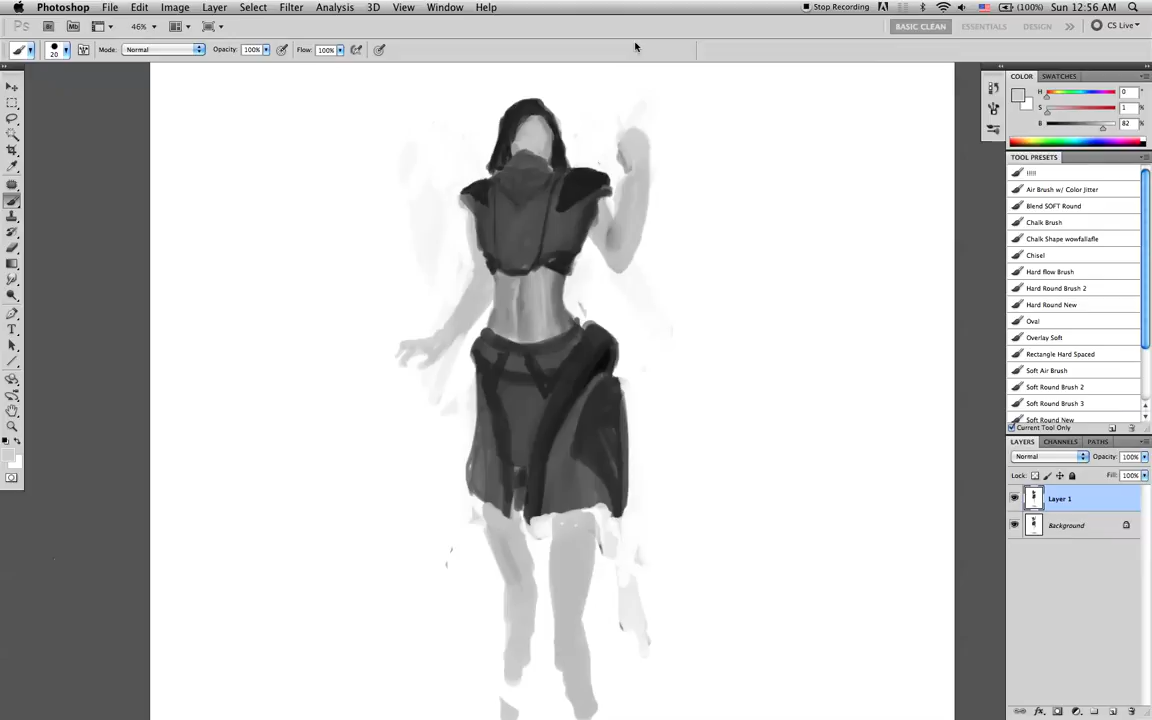 Photoshop File Edit Image Layer Select Filter Analysis 3D View Window Help Stop Recording (100%) Sun 12:56 AM
Ps Br Mb 46% BASIC CLEAN ESSENTIALS DESIGN >> CS Live
20 Mode: Normal Opacity: 100% Flow: 100%
COLOR SWATCHES
H 0 °
S 1 %
B 82 %
TOOL PRESETS
!!!!!
Air Brush w/ Color Jitter
Blend SOFT Round
Chalk Brush
Chalk Shape wowfallafle
Chisel
Hard flow Brush
Hard Round Brush 2
Hard Round New
Oval
Overlay Soft
Rectangle Hard Spaced
Soft Air Brush
Soft Round Brush 2
Soft Round Brush 3
Soft Round New
Current Tool Only
LAYERS CHANNELS PATHS
Normal Opacity: 100%
Lock: Fill: 100%
Layer 1
Background